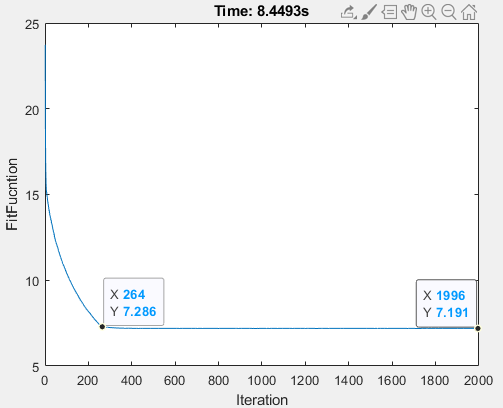 Time: 8.4493s
25
20
15
10
5
FitFucntion
X 264
Y 7.286
X 1996
Y 7.191
0 200 400 600 800 1000 1200 1400 1600 1800 2000
Iteration